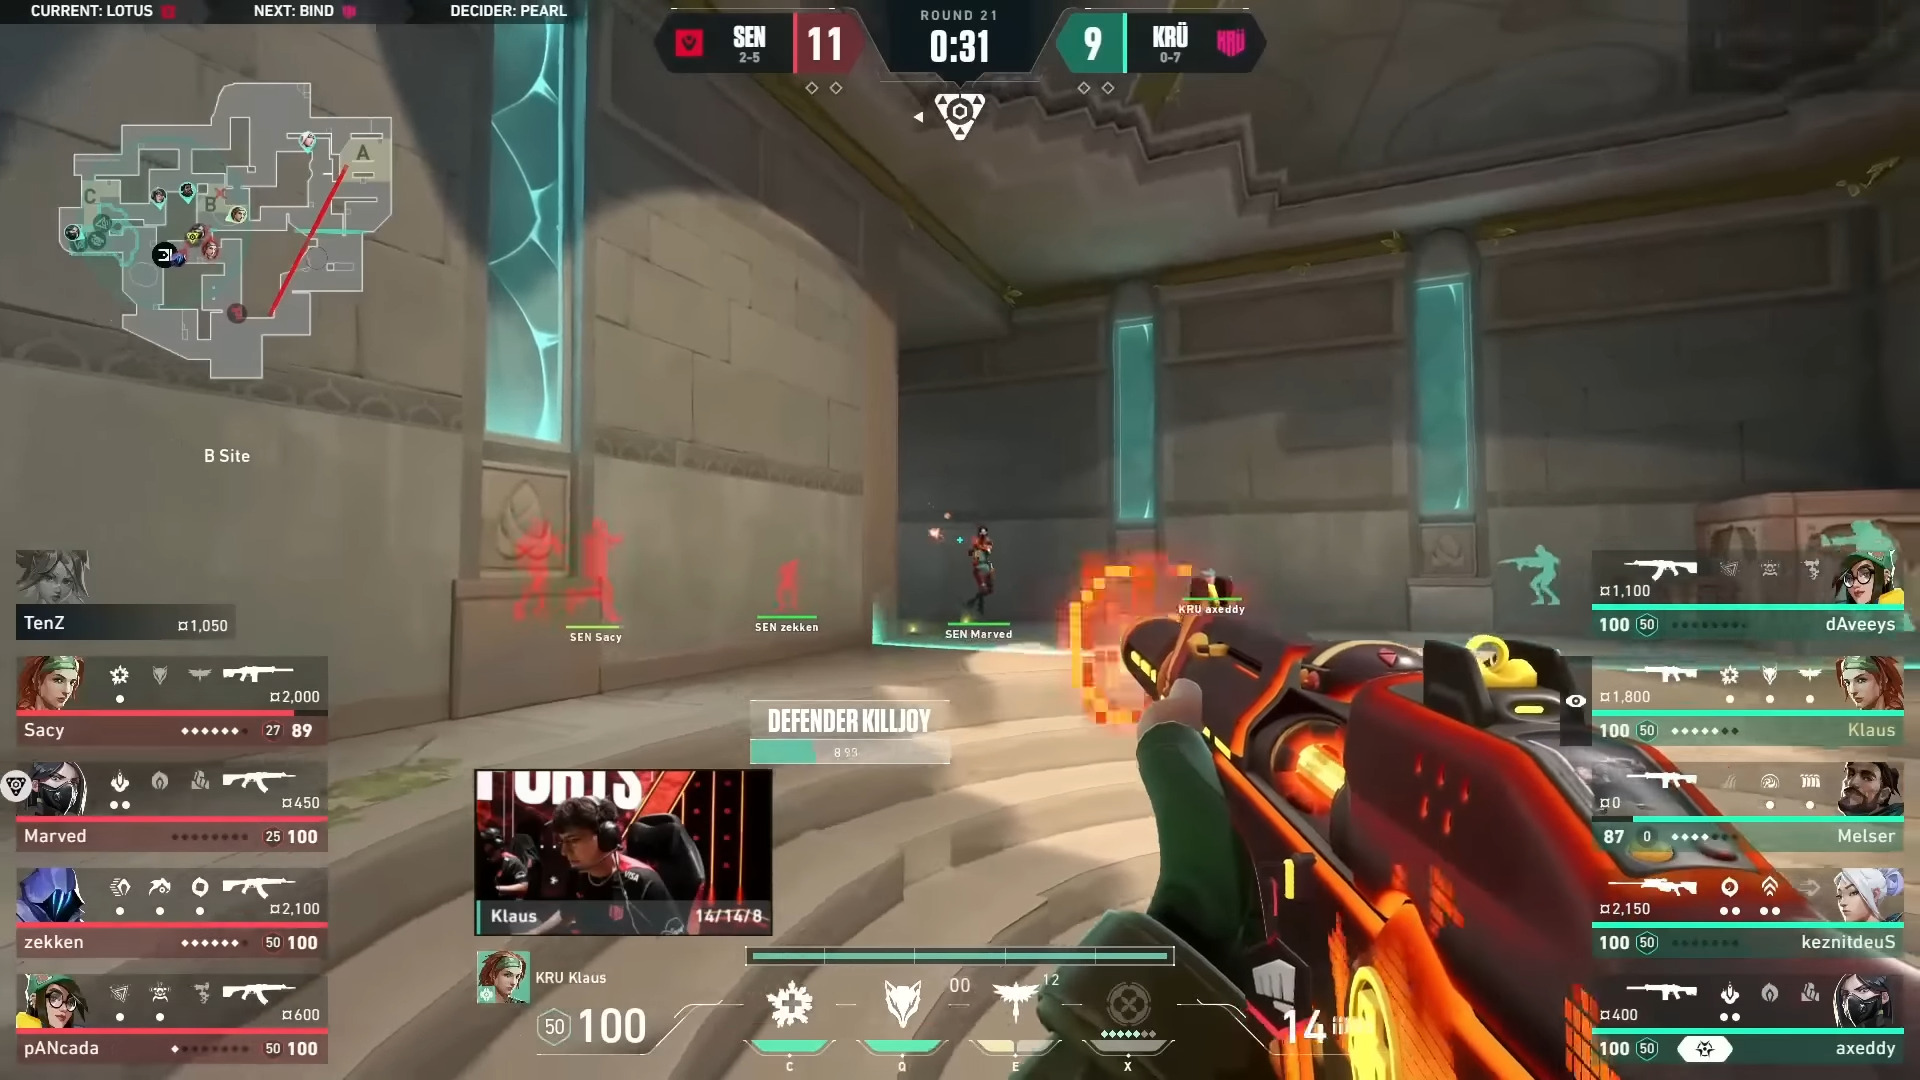 CURRENT: LOTUS
NEXT: BIND
DECIDER: PEARL
SEN
2-5
11
ROUND 21
0:31
9
KRÜ
0-7
KRÜ
A
B
C
B Site
SEN Sacy
SEN zekken
SEN Marved
KRU axeddy
DEFENDER KILLJOY
TenZ
¤1,050
¤2,000
Sacy
27 89
¤450
Marved
25 100
¤2,100
zekken
50 100
¤600
pANcada
50 100
¤1,100
100 50
dAveeys
¤1,800
100 50
Klaus
¤0
87 0
Melser
¤2,150
100 50
keznitdeuS
¤400
100 50
axeddy
VISA
Klaus
14/14/8
KRU Klaus
50 100
00
12
C
Q
E
X
14